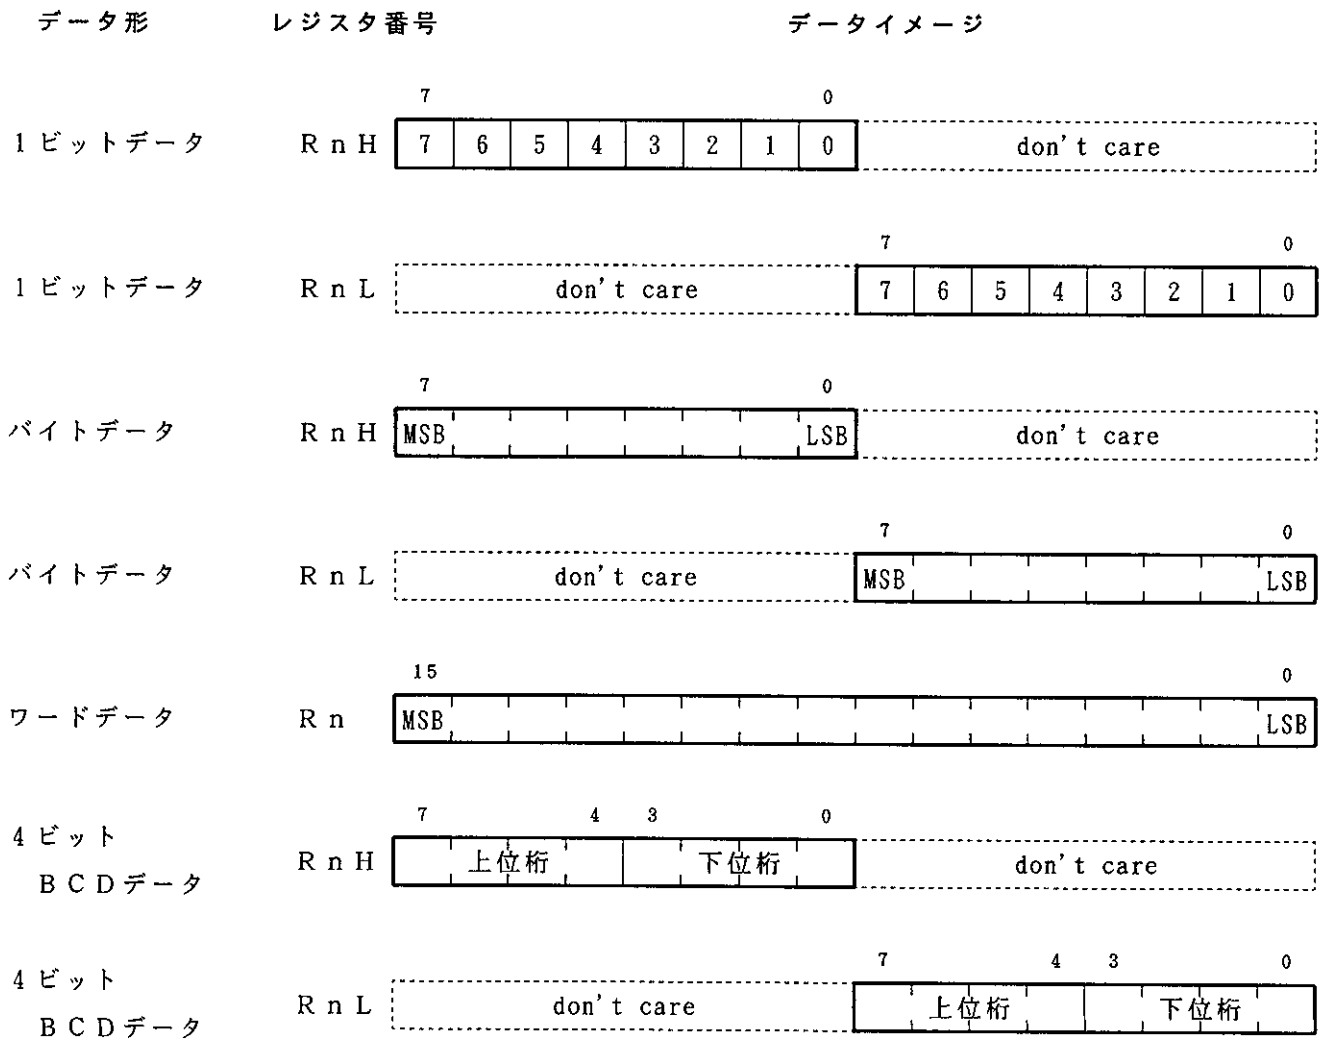 データ形 レジスタ番号 データイメージ
7 0
1ビットデータ RnH 7 6 5 4 3 2 1 0 don't care
7 0
1ビットデータ RnL don't care 7 6 5 4 3 2 1 0
7 0
バイトデータ RnH MSB LSB don't care
7 0
バイトデータ RnL don't care MSB LSB
15 0
ワードデータ Rn MSB LSB
7 4 3 0
4ビット
BCDデータ RnH 上位桁 下位桁 don't care
7 4 3 0
4ビット
BCDデータ RnL don't care 上位桁 下位桁